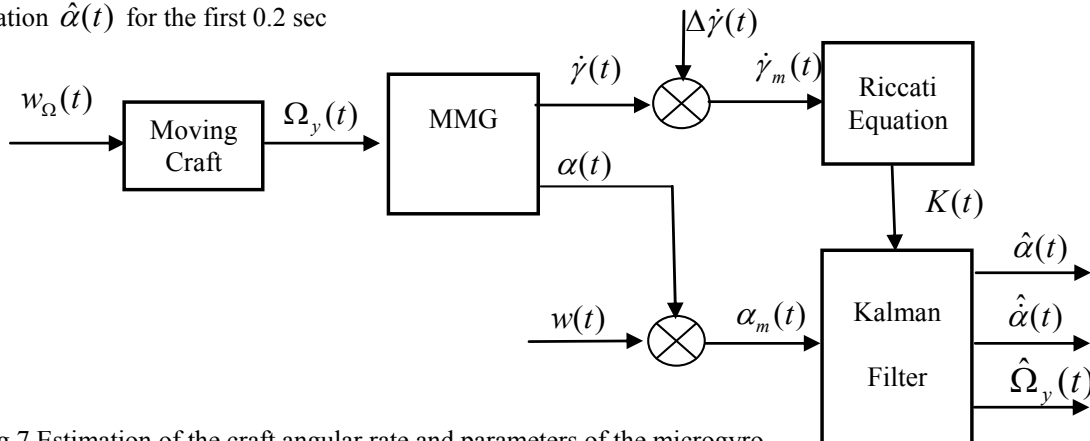 ation α̂(t) for the first 0.2 sec
Δγ̇(t)
w_Ω(t)
Moving
Craft
Ω_y(t)
MMG
γ̇(t)
γ̇_m(t)
Riccati
Equation
α(t)
K(t)
w(t)
α_m(t)
Kalman
Filter
α̂(t)
α̇̂(t)
Ω̂_y(t)
g 7 Estimation of the craft angular rate and parameters of the microgyro